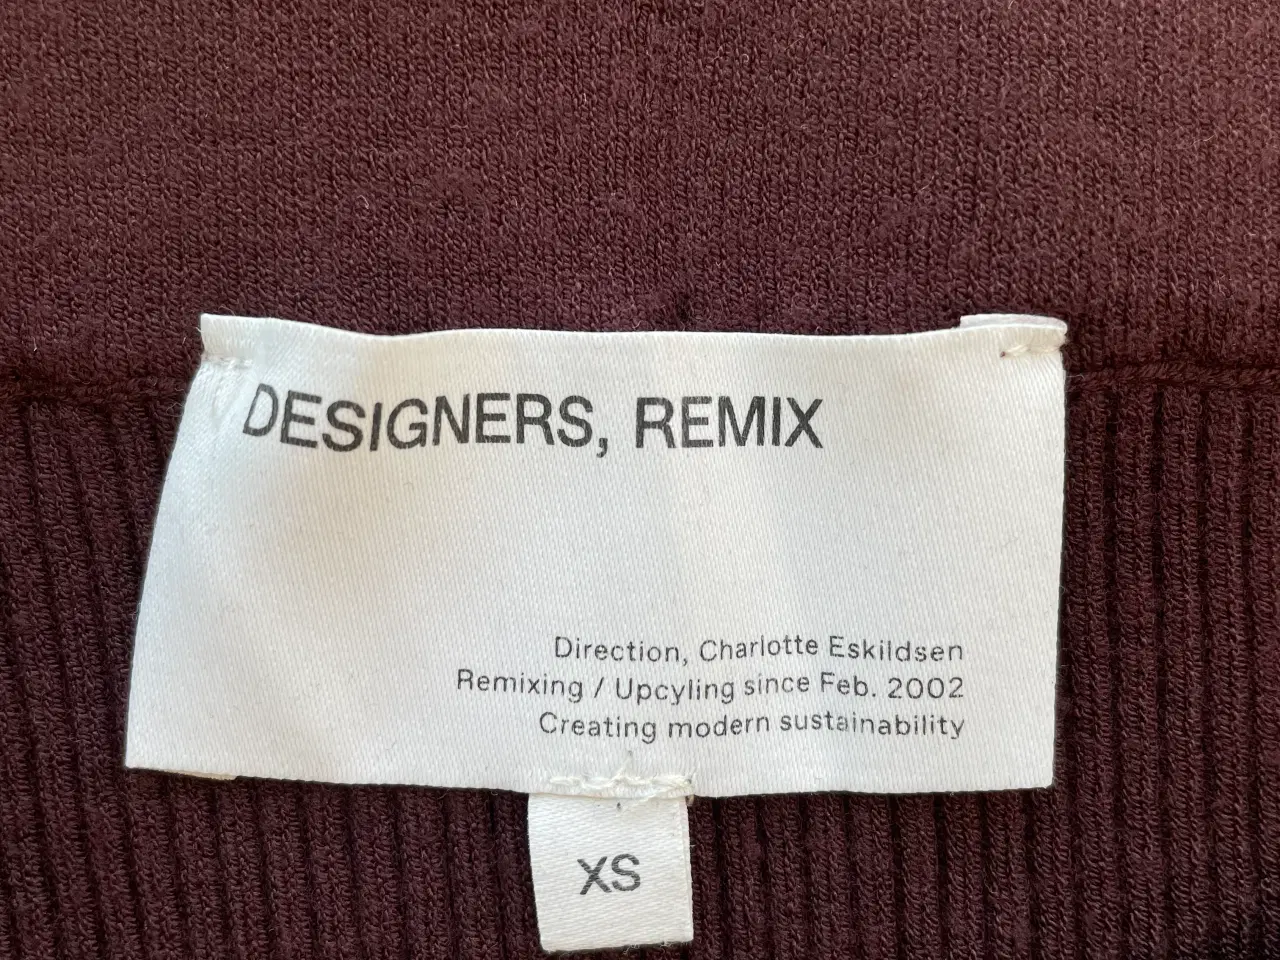 DESIGNERS, REMIX
Direction, Charlotte Eskildsen
Remixing / Upcyling since Feb. 2002
Creating modern sustainability
XS